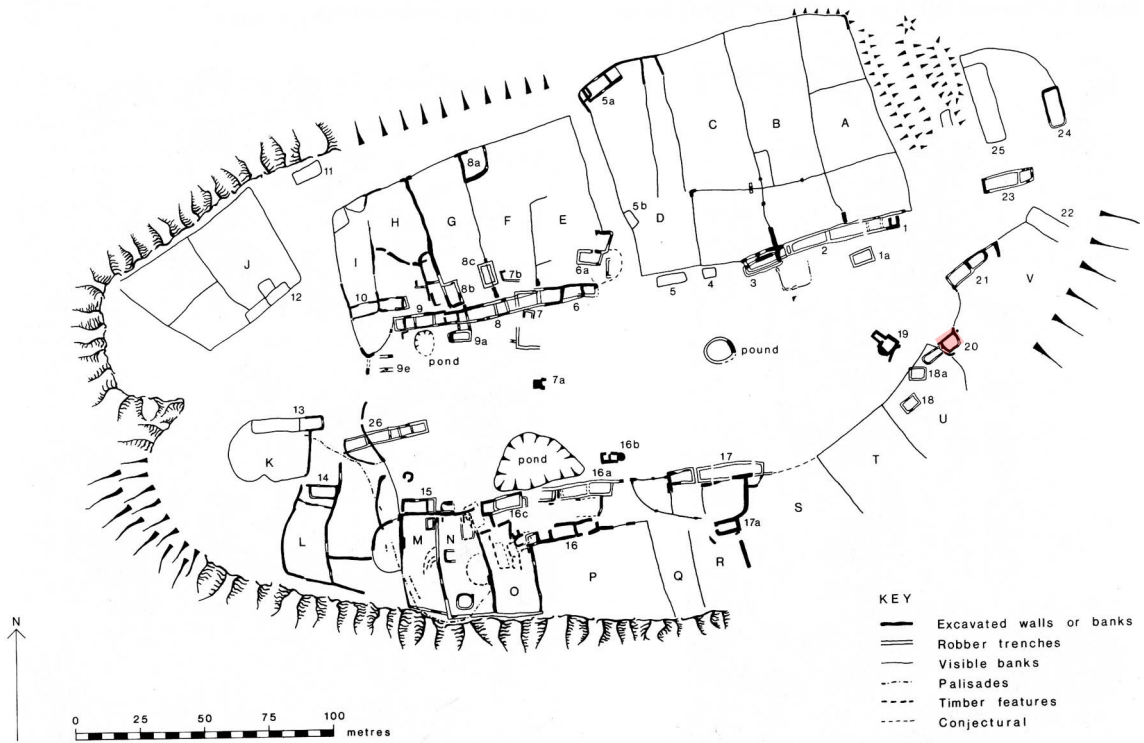 5a
C
B
A
24
25
11
8a
H
G
F
E
5b
D
23
22
I
8c
7b
6a
2
1
1a
J
12
10
9
8b
8
7
6
5
4
3
21
V
9a
pond
9e
7a
pound
19
20
18a
18
U
13
26
K
14
pond
16b
17
16a
T
15
16c
S
L
M
N
16
17a
O
P
Q
R
KEY
Excavated walls or banks
Robber trenches
Visible banks
Palisades
Timber features
Conjectural
N
0 25 50 75 100
metres